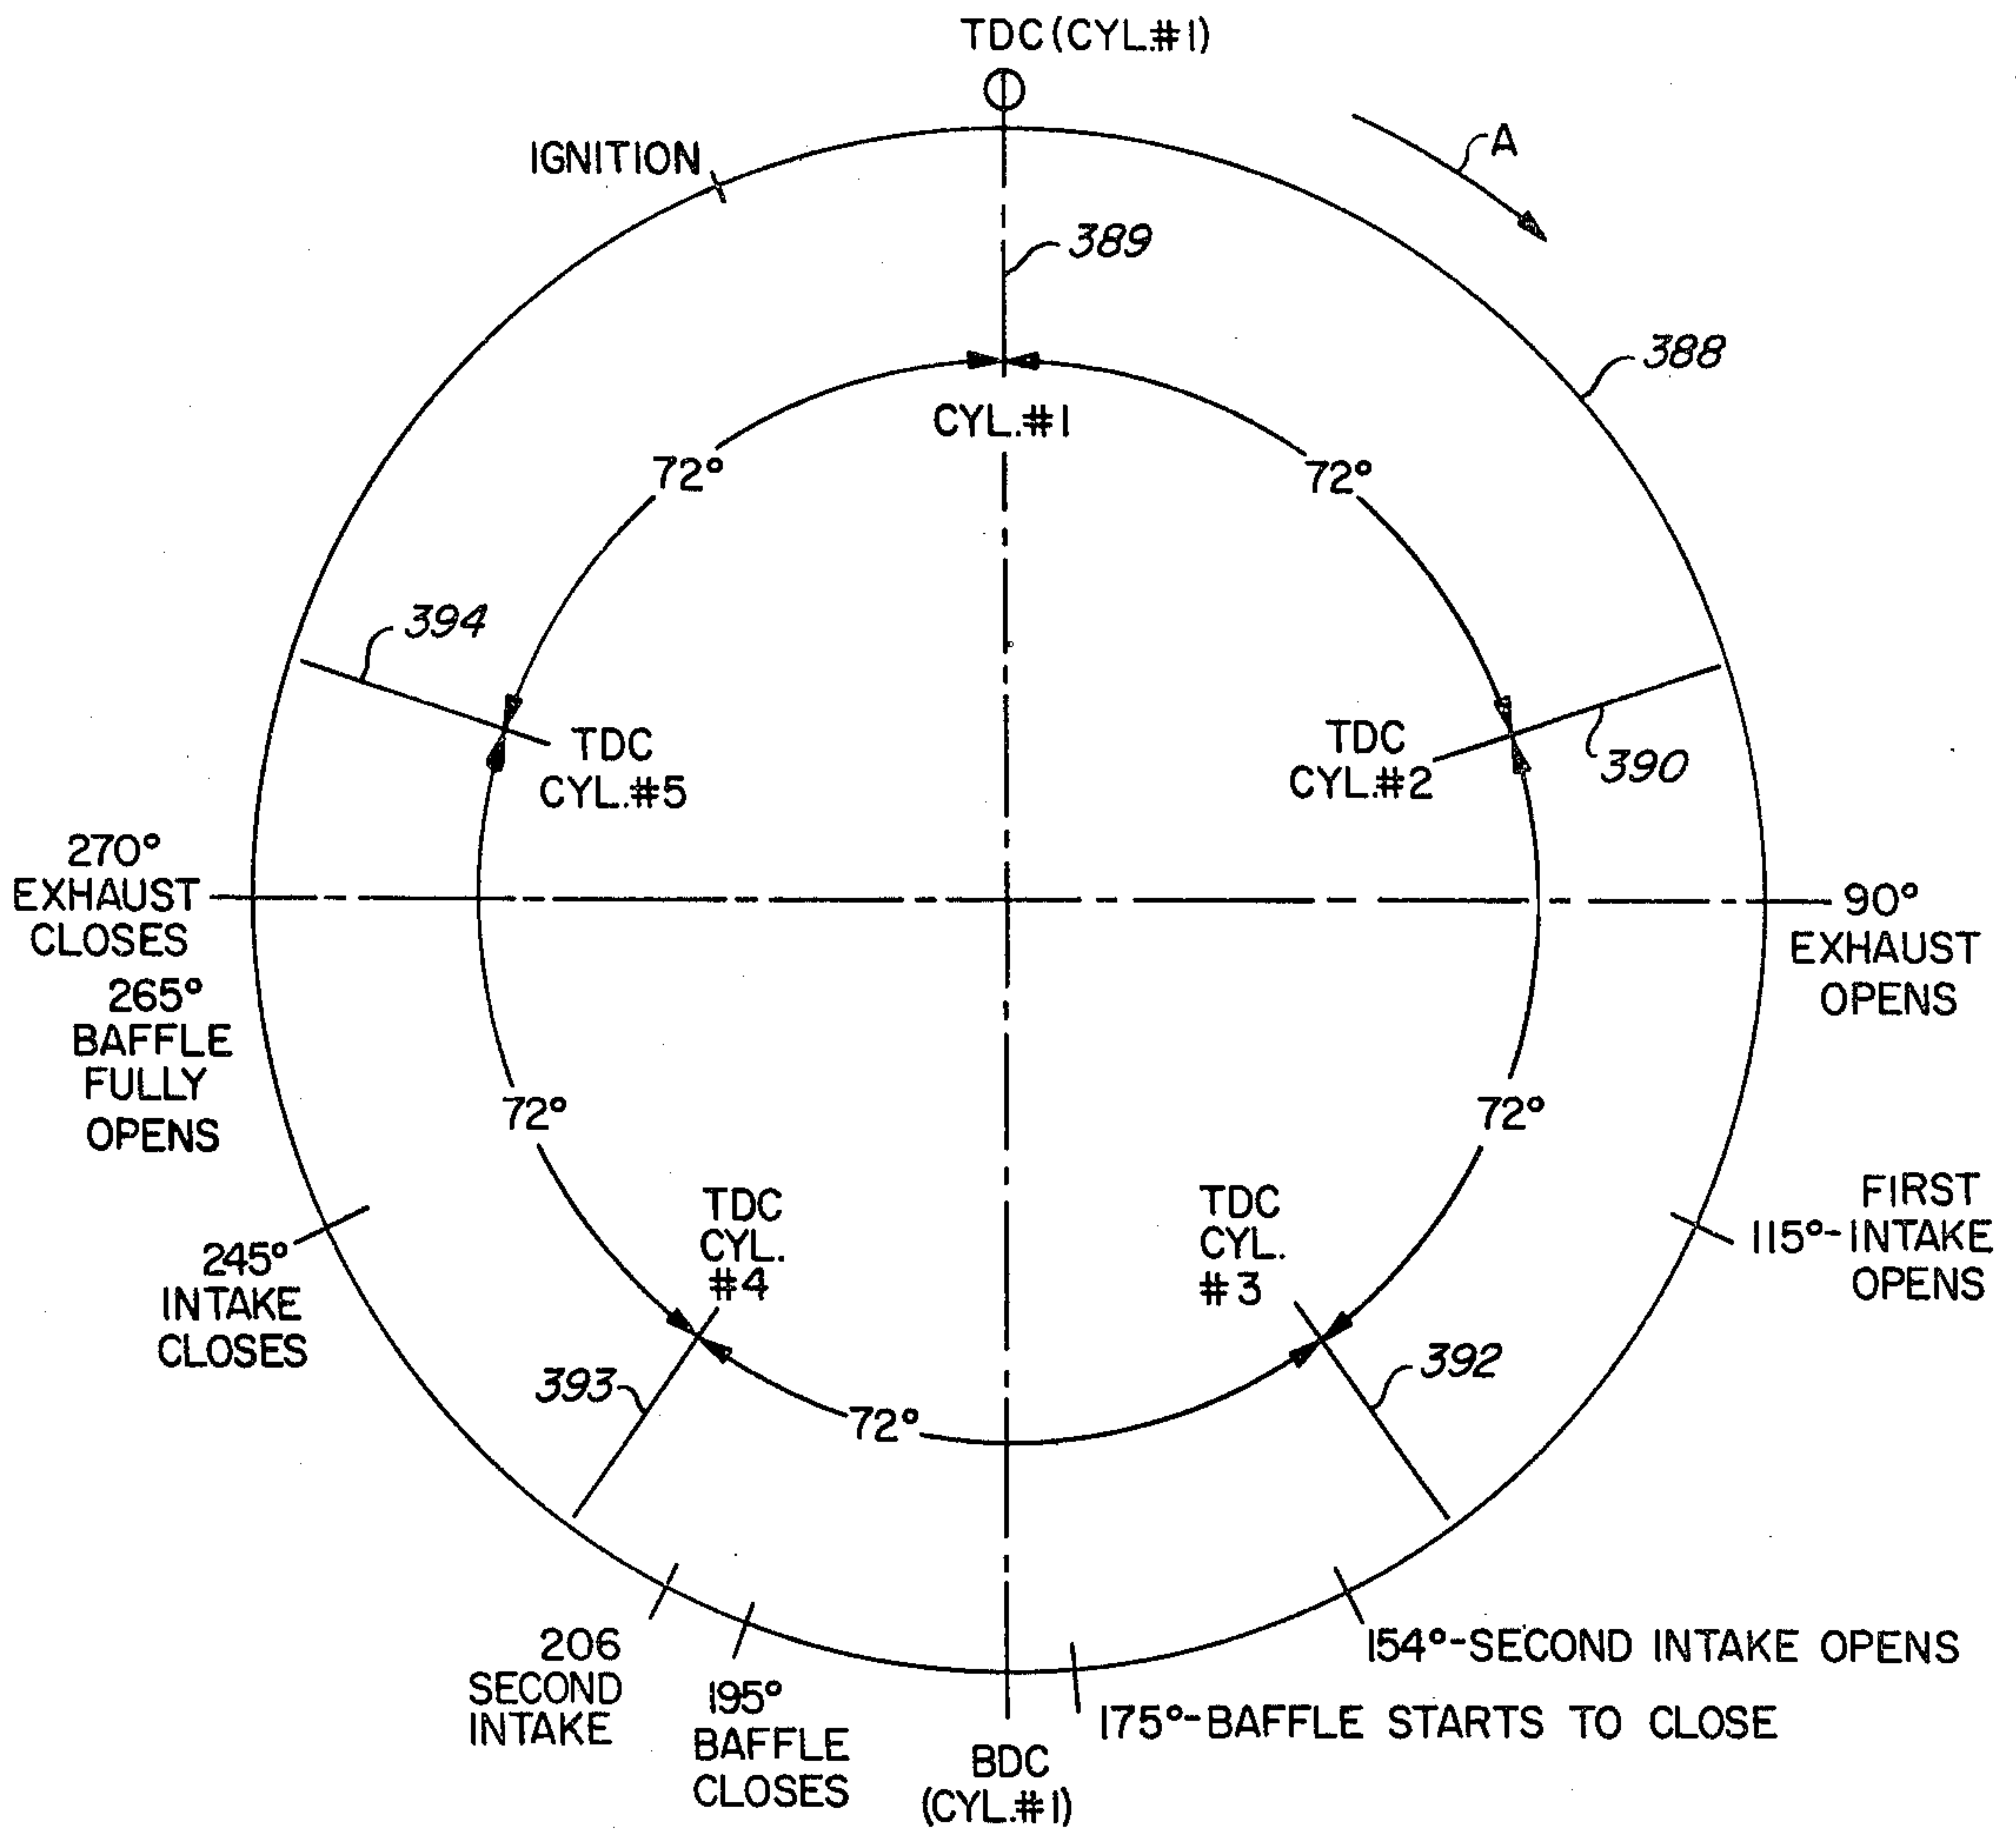 TDC (CYL.#1)
IGNITION
A
389
388
CYL.#1
72°
72°
394
TDC
CYL.#5
TDC
CYL.#2
390
270°
EXHAUST
CLOSES
90°
EXHAUST
OPENS
265°
BAFFLE
FULLY
OPENS
72°
72°
TDC
CYL.
#4
TDC
CYL.
#3
FIRST
115°-INTAKE
OPENS
245°
INTAKE
CLOSES
393
392
72°
206
SECOND
INTAKE
195°
BAFFLE
CLOSES
154°-SECOND INTAKE OPENS
175°-BAFFLE STARTS TO CLOSE
BDC
(CYL.#1)